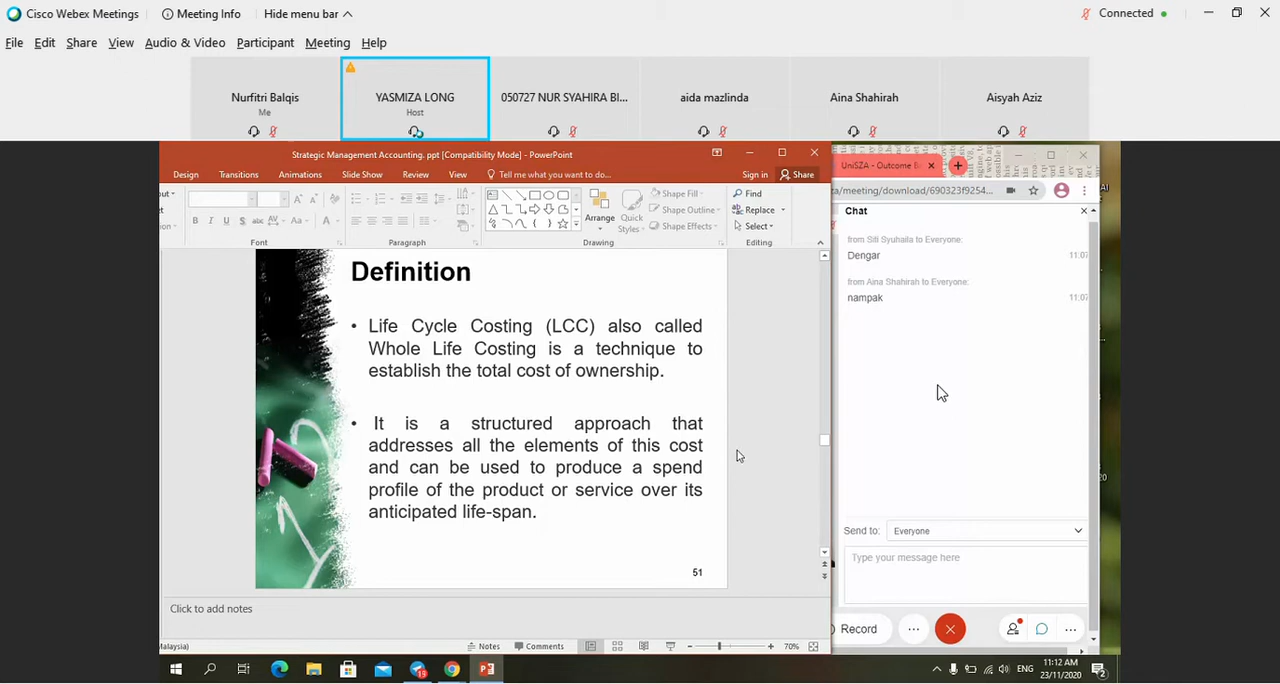 Cisco Webex Meetings
Meeting Info
Hide menu bar
Connected
File Edit Share View Audio & Video Participant Meeting Help
Nurfitri Balqis
Me
YASMIZA LONG
Host
050727 NUR SYAHIRA BI...
aida mazlinda
Aina Shahirah
Aisyah Aziz
Strategic Management Accounting. ppt [Compatibility Mode] - PowerPoint
Design Transitions Animations Slide Show Review View Tell me what you want to do... Sign in Share
Arrange
Quick
Styles
Shape Fill
Shape Outline
Shape Effects
Find
Replace
Select
Font Paragraph Drawing Editing
Definition
• Life Cycle Costing (LCC) also called
Whole Life Costing is a technique to
establish the total cost of ownership.
• It is a structured approach that
addresses all the elements of this cost
and can be used to produce a spend
profile of the product or service over its
anticipated life-span.
51
Click to add notes
Malaysia)
Notes Comments 70%
UniSZA - Outcome B
za/meeting/download/690323f9254...
Chat
from Siti Syuhaila to Everyone:
Dengar 11:07
from Aina Shahirah to Everyone:
nampak 11:07
Send to: Everyone
Type your message here
Record
ENG
11:12 AM
23/11/2020